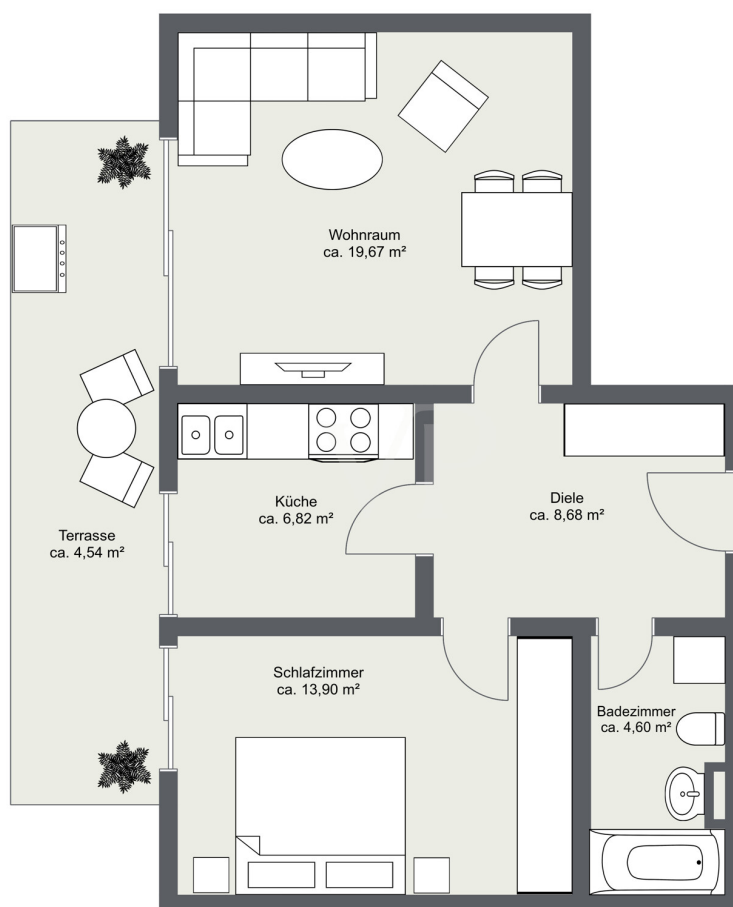 Wohnraum
ca. 19,67 m²
Küche
ca. 6,82 m²
Diele
ca. 8,68 m²
Terrasse
ca. 4,54 m²
Schlafzimmer
ca. 13,90 m²
Badezimmer
ca. 4,60 m²